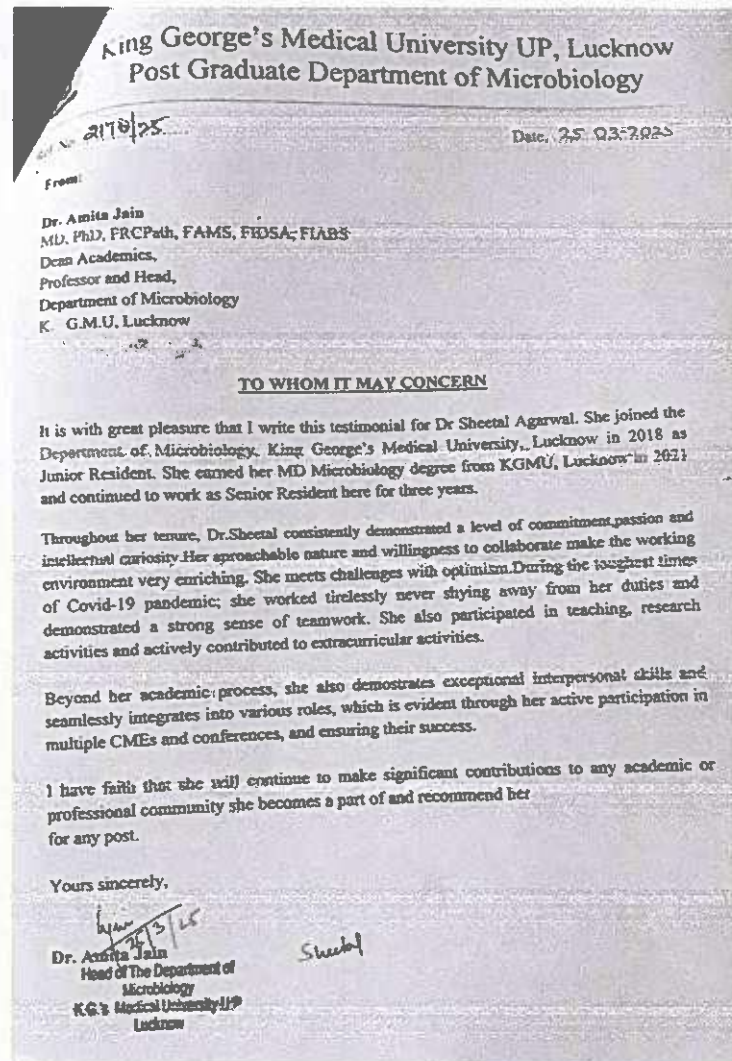 King George's Medical University UP, Lucknow
Post Graduate Department of Microbiology
2170/25
Date, 25 03-2025
From:
Dr. Amita Jain
MD, PhD, FRCPath, FAMS, FIDSA, FIABS
Dean Academics,
Professor and Head,
Department of Microbiology
K. G.M.U, Lucknow
TO WHOM IT MAY CONCERN
It is with great pleasure that I write this testimonial for Dr Sheetal Agarwal. She joined the
Department of Microbiology, King George's Medical University, Lucknow in 2018 as
Junior Resident. She earned her MD Microbiology degree from KGMU, Lucknow in 2021
and continued to work as Senior Resident here for three years.
Throughout her tenure, Dr.Sheetal consistently demonstrated a level of commitment,passion and
intellectual curiosity.Her aproachable nature and willingness to collaborate make the working
environment very enriching. She meets challenges with optimism.During the toughest times
of Covid-19 pandemic; she worked tirelessly never shying away from her duties and
demonstrated a strong sense of teamwork. She also participated in teaching, research
activities and actively contributed to extracurricular activities.
Beyond her academic process, she also demostrates exceptional interpersonal skills and
seamlessly integrates into various roles, which is evident through her active participation in
multiple CMEs and conferences, and ensuring their success.
I have faith that she will continue to make significant contributions to any academic or
professional community she becomes a part of and recommend her
for any post.
Yours sincerely,
Dr. Amita Jain
Head of The Department of
Microbiology
K.G.'s Medical University UP
Lucknow
Sheetal